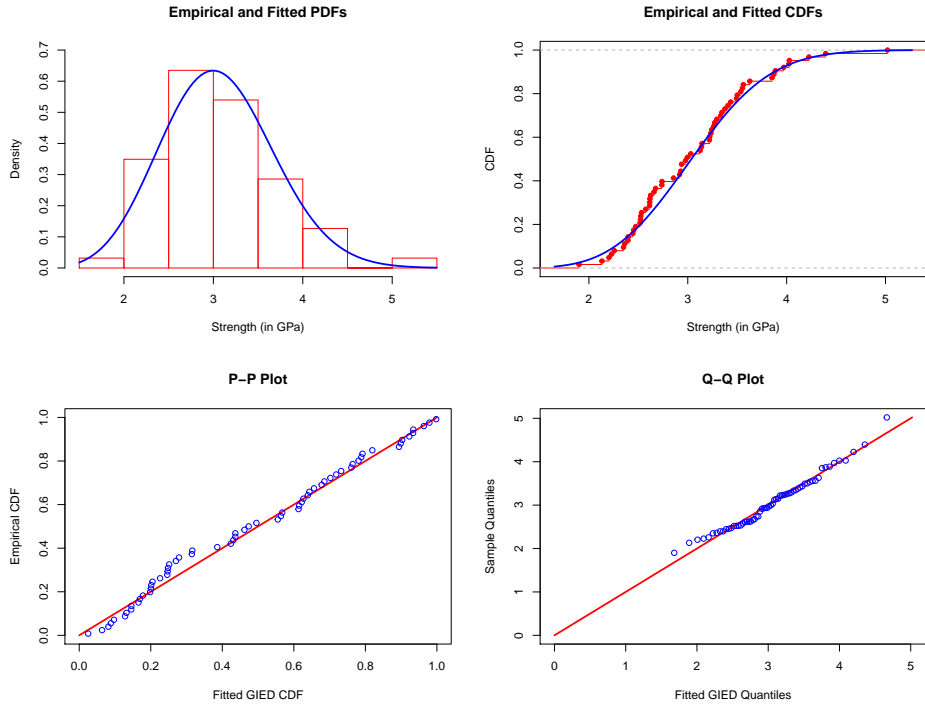 Empirical and Fitted PDFs
Density
0.0 0.1 0.2 0.3 0.4 0.5 0.6 0.7
2 3 4 5
Strength (in GPa)
Empirical and Fitted CDFs
CDF
0.0 0.2 0.4 0.6 0.8 1.0
2 3 4 5
Strength (in GPa)
P−P Plot
Empirical CDF
0.0 0.2 0.4 0.6 0.8 1.0
0.0 0.2 0.4 0.6 0.8 1.0
Fitted GIED CDF
Q−Q Plot
Sample Quantiles
0 1 2 3 4 5
0 1 2 3 4 5
Fitted GIED Quantiles